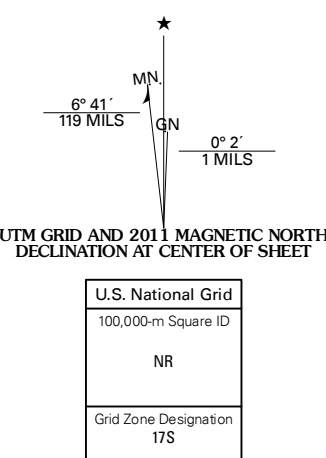 ★
MN.
6° 41´
119 MILS
GN
0° 2´
1 MILS
UTM GRID AND 2011 MAGNETIC NORTH
DECLINATION AT CENTER OF SHEET
U.S. National Grid
100,000-m Square ID
NR
Grid Zone Designation
17S